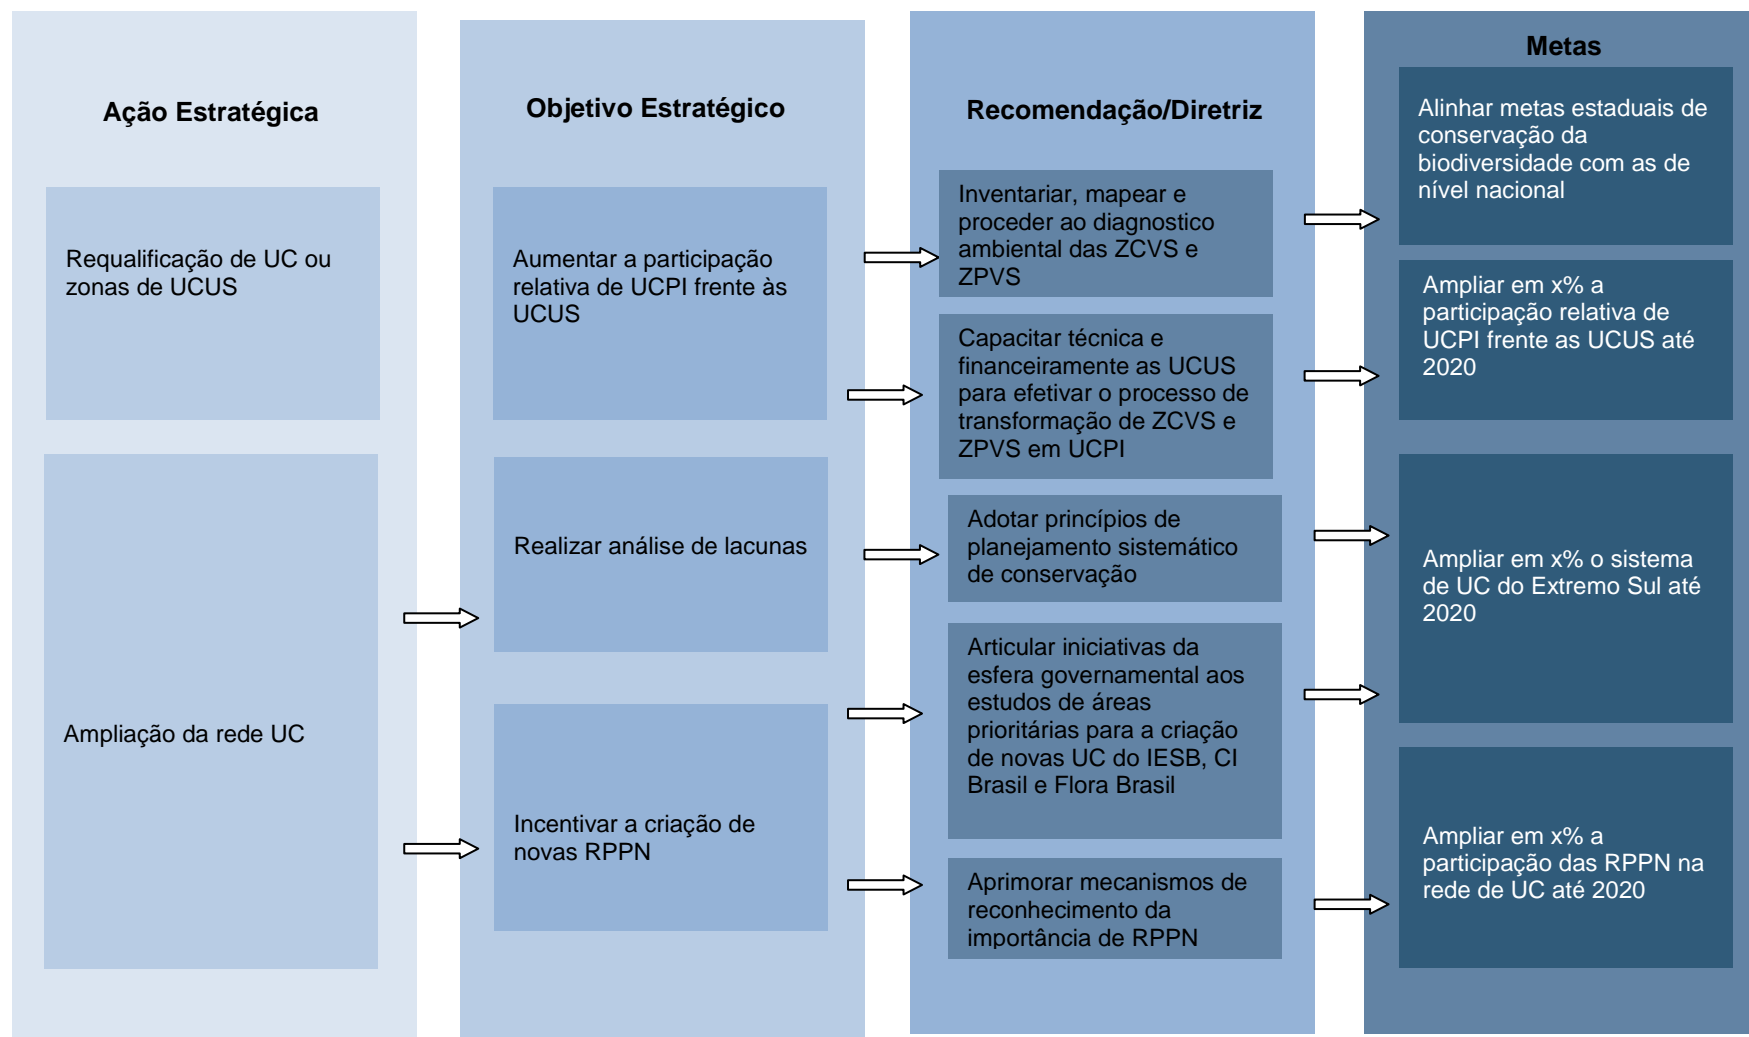 Ação Estratégica
Requalificação de UC ou
zonas de UCUS
Ampliação da rede UC
Objetivo Estratégico
Aumentar a participação
relativa de UCPI frente às
UCUS
Realizar análise de lacunas
Incentivar a criação de
novas RPPN
Recomendação/Diretriz
Inventariar, mapear e
proceder ao diagnostico
ambiental das ZCVS e
ZPVS
Capacitar técnica e
financeiramente as UCUS
para efetivar o processo de
transformação de ZCVS e
ZPVS em UCPI
Adotar princípios de
planejamento sistemático
de conservação
Articular iniciativas da
esfera governamental aos
estudos de áreas
prioritárias para a criação
de novas UC do IESB, CI
Brasil e Flora Brasil
Aprimorar mecanismos de
reconhecimento da
importância de RPPN
Metas
Alinhar metas estaduais de
conservação da
biodiversidade com as de
nível nacional
Ampliar em x% a
participação relativa de
UCPI frente as UCUS até
2020
Ampliar em x% o sistema
de UC do Extremo Sul até
2020
Ampliar em x% a
participação das RPPN na
rede de UC até 2020